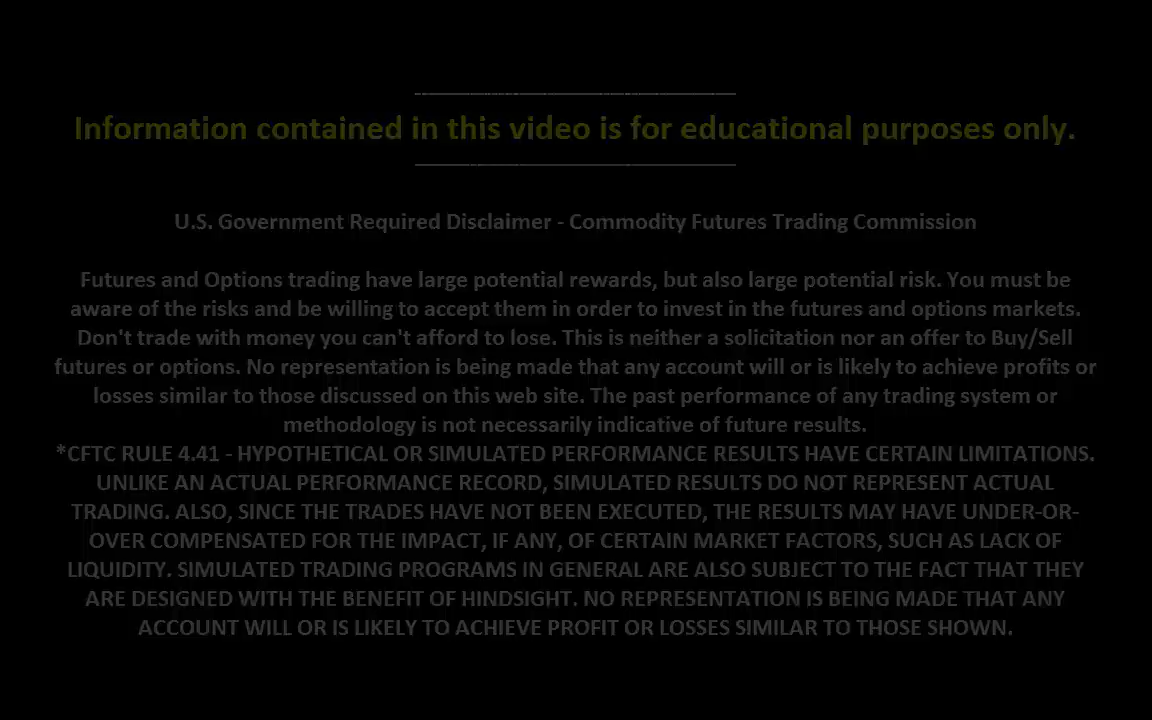 Information contained in this video is for educational purposes only.
U.S. Government Required Disclaimer - Commodity Futures Trading Commission
Futures and Options trading have large potential rewards, but also large potential risk. You must be
aware of the risks and be willing to accept them in order to invest in the futures and options markets.
Don't trade with money you can't afford to lose. This is neither a solicitation nor an offer to Buy/Sell
futures or options. No representation is being made that any account will or is likely to achieve profits or
losses similar to those discussed on this web site. The past performance of any trading system or
methodology is not necessarily indicative of future results.
*CFTC RULE 4.41 - HYPOTHETICAL OR SIMULATED PERFORMANCE RESULTS HAVE CERTAIN LIMITATIONS.
UNLIKE AN ACTUAL PERFORMANCE RECORD, SIMULATED RESULTS DO NOT REPRESENT ACTUAL
TRADING. ALSO, SINCE THE TRADES HAVE NOT BEEN EXECUTED, THE RESULTS MAY HAVE UNDER-OR-
OVER COMPENSATED FOR THE IMPACT, IF ANY, OF CERTAIN MARKET FACTORS, SUCH AS LACK OF
LIQUIDITY. SIMULATED TRADING PROGRAMS IN GENERAL ARE ALSO SUBJECT TO THE FACT THAT THEY
ARE DESIGNED WITH THE BENEFIT OF HINDSIGHT. NO REPRESENTATION IS BEING MADE THAT ANY
ACCOUNT WILL OR IS LIKELY TO ACHIEVE PROFIT OR LOSSES SIMILAR TO THOSE SHOWN.